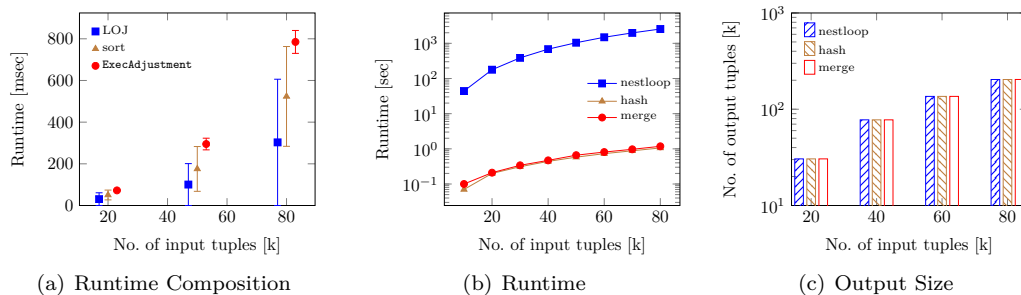 Runtime [msec]
800
600
400
200
0
LOJ
sort
ExecAdjustment
20
40
60
80
No. of input tuples [k]
(a) Runtime Composition
Runtime [sec]
10^3
10^2
10^1
10^0
10^−1
nestloop
hash
merge
20
40
60
80
No. of input tuples [k]
(b) Runtime
No. of output tuples [k]
10^3
10^2
10^1
nestloop
hash
merge
20
40
60
80
No. of input tuples [k]
(c) Output Size